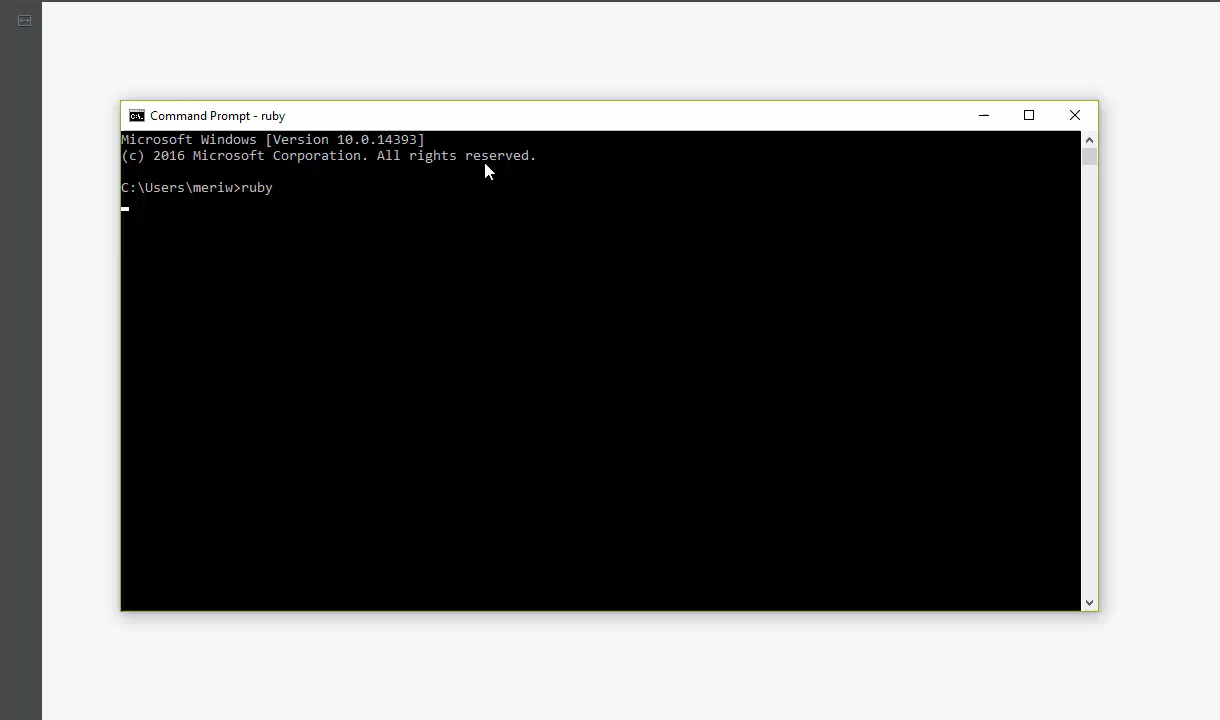 Command Prompt - ruby
Microsoft Windows [Version 10.0.14393]
(c) 2016 Microsoft Corporation. All rights reserved.
C:\Users\meriw>ruby